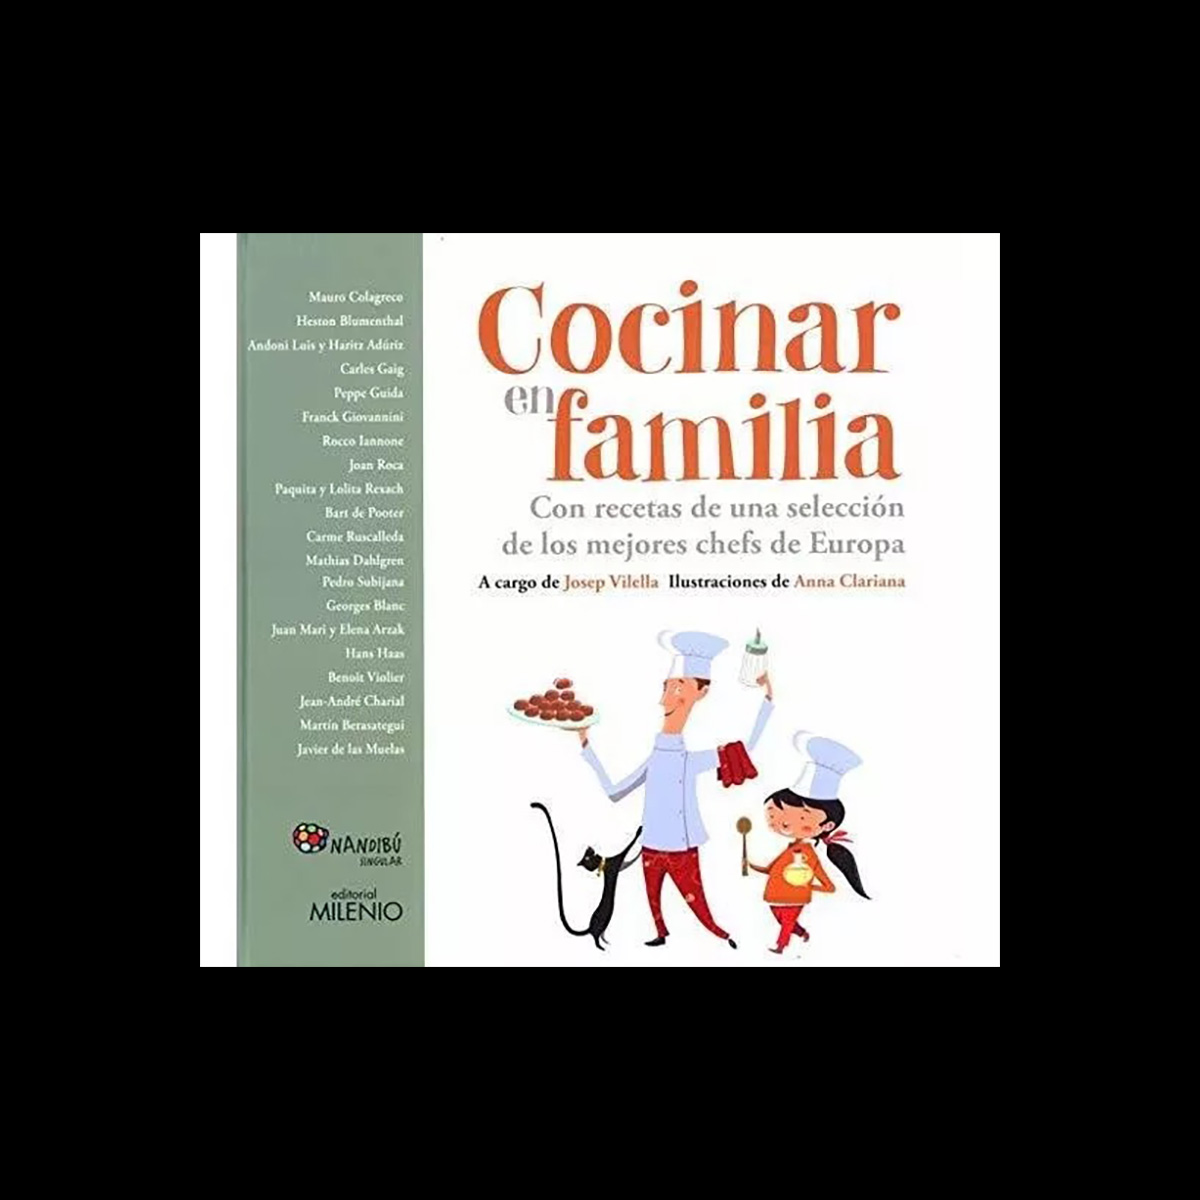 Mauro Colagreco
Heston Blumenthal
Andoni Luis y Haritz Adúriz
Carles Gaig
Peppe Guida
Franck Giovannini
Rocco Iannone
Joan Roca
Paquita y Lolita Rexach
Bart de Pooter
Carme Ruscalleda
Mathias Dahlgren
Pedro Subijana
Georges Blanc
Juan Mari y Elena Arzak
Hans Haas
Benoît Violier
Jean-André Charial
Martín Berasategui
Javier de las Muelas
NANDIBÚ
SINGULAR
editorial
MILENIO
Cocinar
en familia
Con recetas de una selección
de los mejores chefs de Europa
A cargo de Josep Vilella Ilustraciones de Anna Clariana